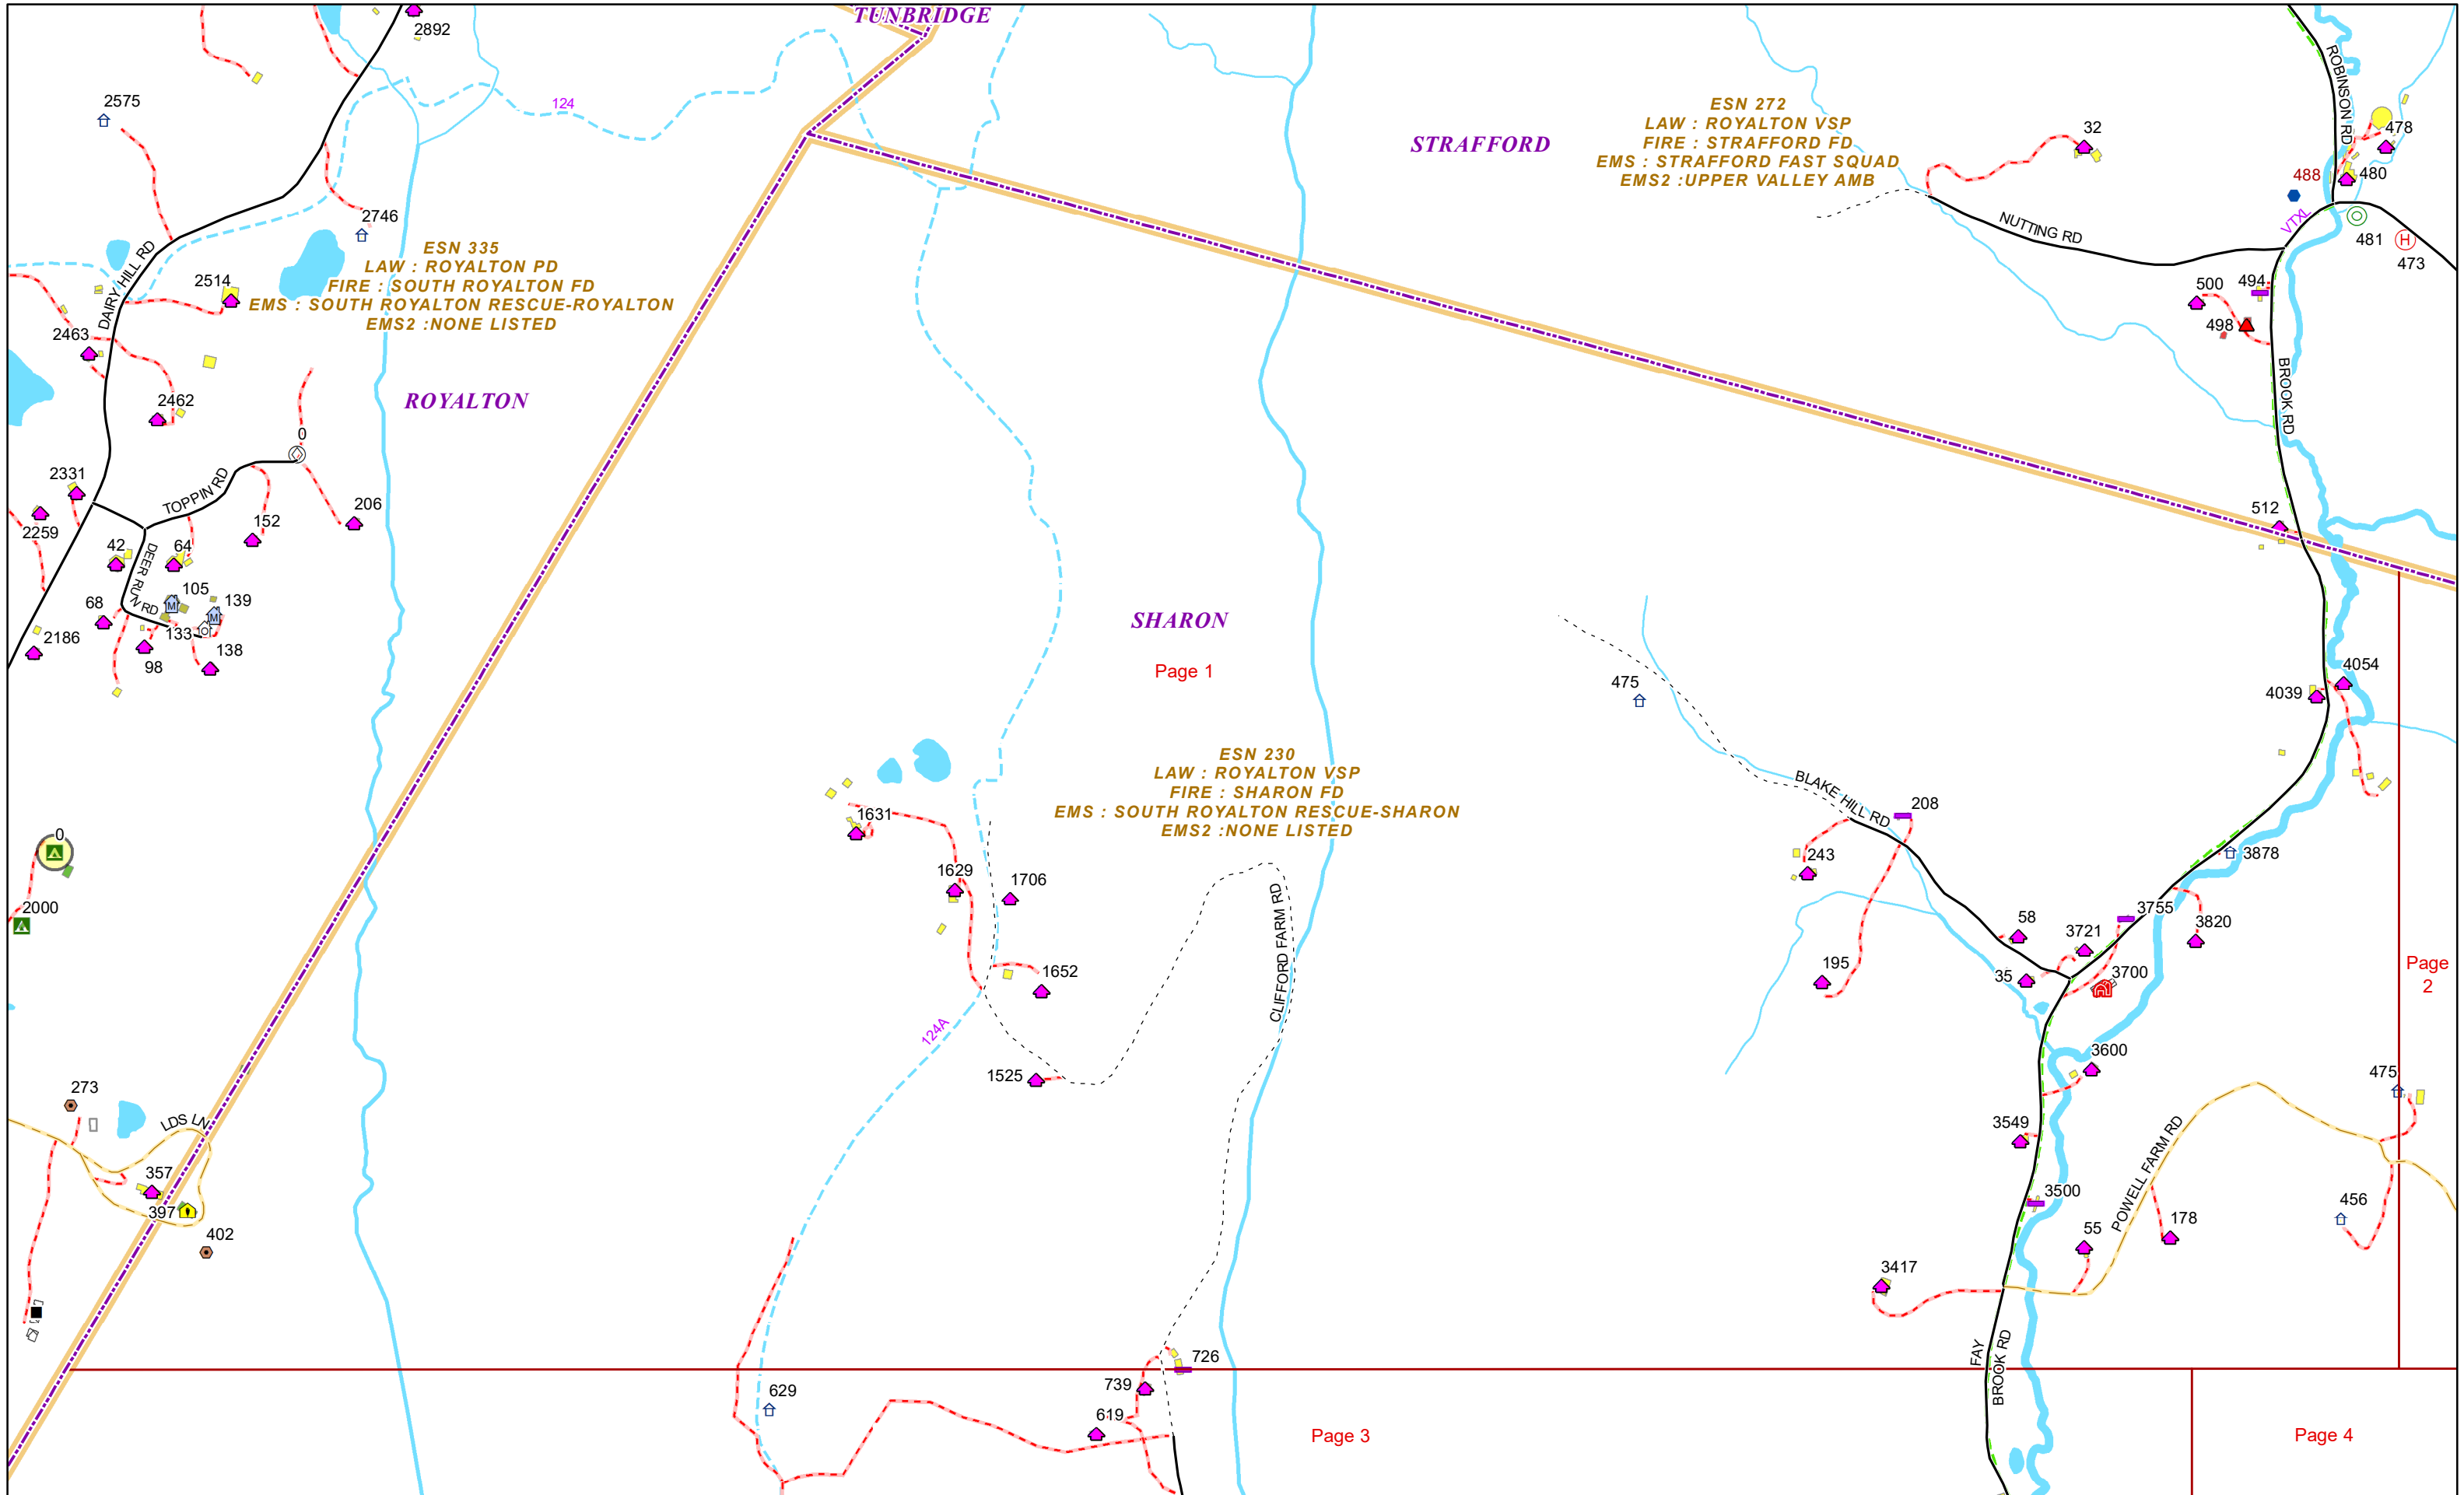 TUNBRIDGE
2892
2575
124
STRAFFORD
ESN 272
LAW : ROYALTON VSP
FIRE : STRAFFORD FD
EMS : STRAFFORD FAST SQUAD
EMS2 :UPPER VALLEY AMB
32
ROBINSON RD
478
480
488
VTXL
481
473
NUTTING RD
2746
ESN 335
LAW : ROYALTON PD
FIRE : SOUTH ROYALTON FD
EMS : SOUTH ROYALTON RESCUE-ROYALTON
EMS2 :NONE LISTED
DAIRY HILL RD
2514
2463
500
494
498
BROOK RD
2462
ROYALTON
0
2331
TOPPIN RD
206
152
2259
512
42
DEER RUN RD
64
105
139
68
133
2186
98
138
SHARON
Page 1
475
4054
4039
ESN 230
LAW : ROYALTON VSP
FIRE : SHARON FD
EMS : SOUTH ROYALTON RESCUE-SHARON
EMS2 :NONE LISTED
BLAKE HILL RD
208
1631
0
243
3878
1629
1706
2000
CLIFFORD FARM RD
58
3721
3755
3820
1652
195
35
3700
Page
2
124A
1525
3600
475
273
LDS LN
3549
POWELL FARM RD
357
397
402
3500
55
178
456
3417
FAY
BROOK RD
726
739
629
619
Page 3
Page 4
H
M
M